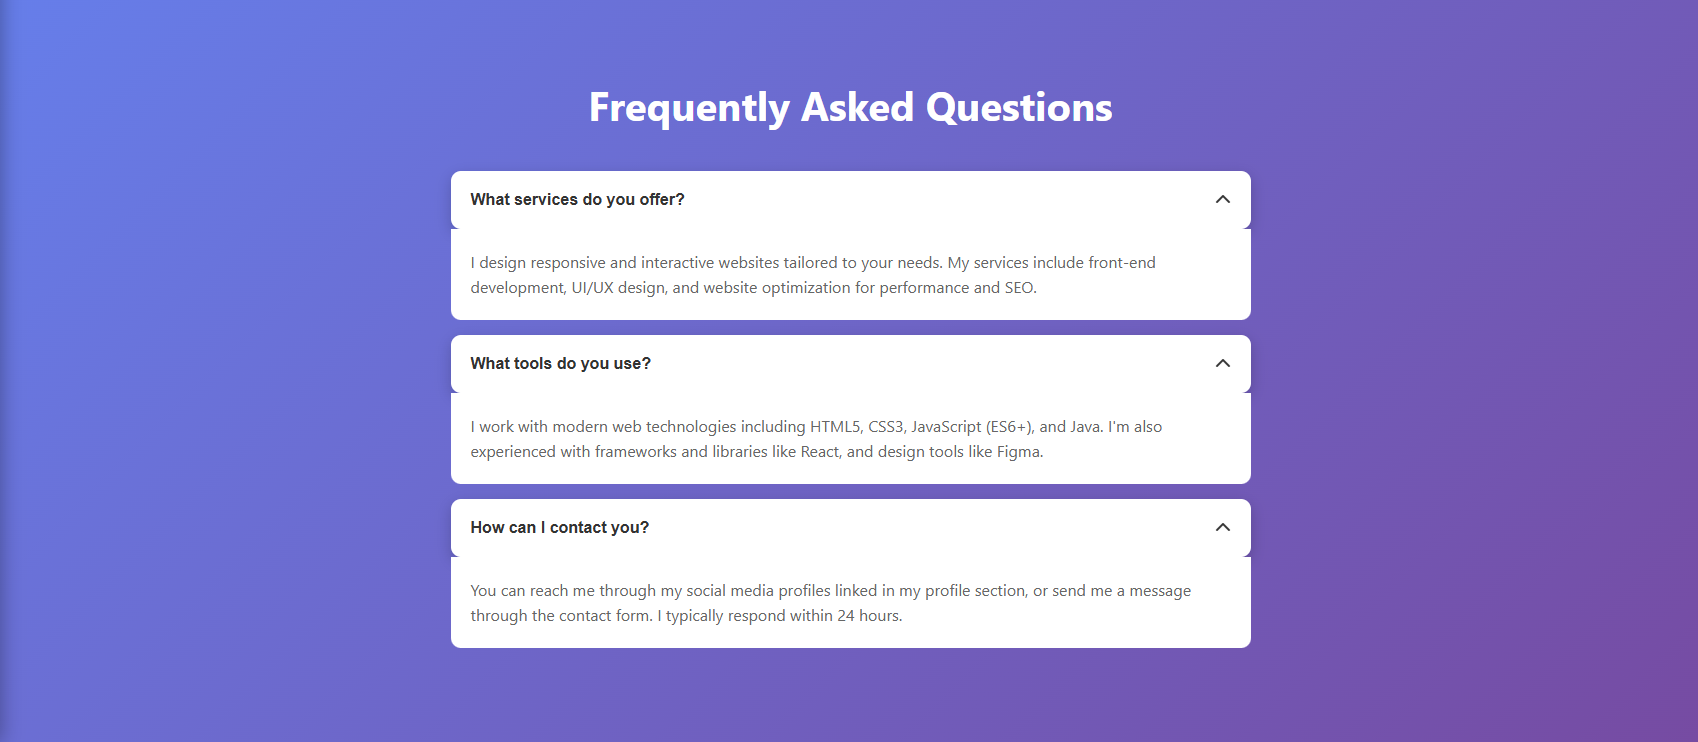 Frequently Asked Questions
What services do you offer?
I design responsive and interactive websites tailored to your needs. My services include front-end
development, UI/UX design, and website optimization for performance and SEO.
What tools do you use?
I work with modern web technologies including HTML5, CSS3, JavaScript (ES6+), and Java. I'm also
experienced with frameworks and libraries like React, and design tools like Figma.
How can I contact you?
You can reach me through my social media profiles linked in my profile section, or send me a message
through the contact form. I typically respond within 24 hours.